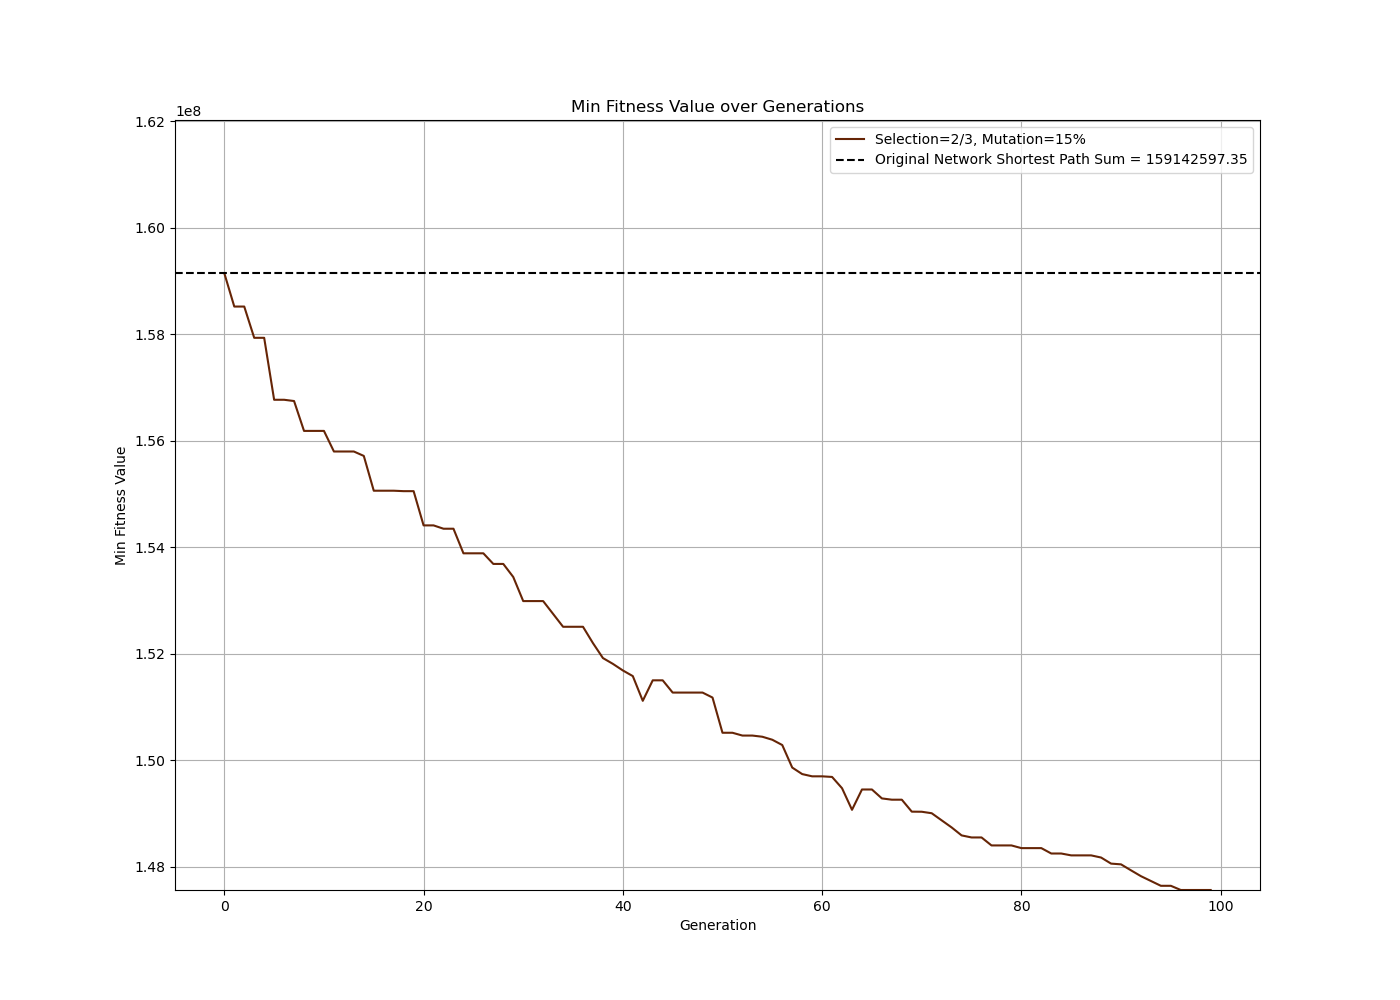 Min Fitness Value over Generations
1e8
Selection=2/3, Mutation=15%
Original Network Shortest Path Sum = 159142597.35
1.62
1.60
1.58
1.56
1.54
1.52
1.50
1.48
Min Fitness Value
0 20 40 60 80 100
Generation